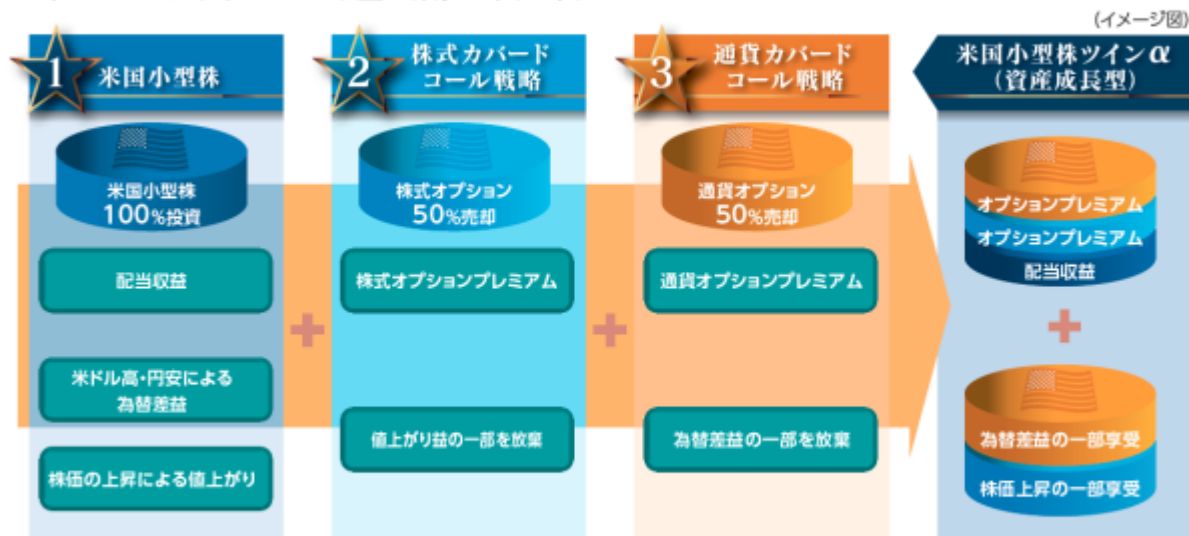 (イメージ図)
1 米国小型株
2 株式カバード
コール戦略
3 通貨カバード
コール戦略
米国小型株ツインα
(資産成長型)
米国小型株
100%投資
配当収益
米ドル高・円安による
為替差益
株価の上昇による値上がり
株式オプション
50%売却
株式オプションプレミアム
値上がり益の一部を放棄
通貨オプション
50%売却
通貨オプションプレミアム
為替差益の一部を放棄
オプションプレミアム
オプションプレミアム
配当収益
為替差益の一部享受
株価上昇の一部享受